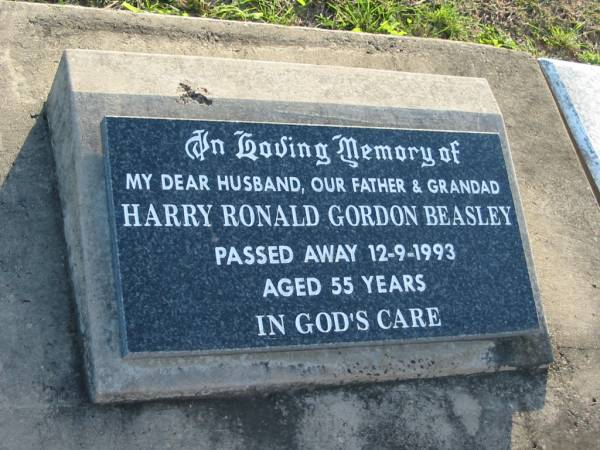 In Loving Memory of
MY DEAR HUSBAND, OUR FATHER & GRANDAD
HARRY RONALD GORDON BEASLEY
PASSED AWAY 12-9-1993
AGED 55 YEARS
IN GOD'S CARE